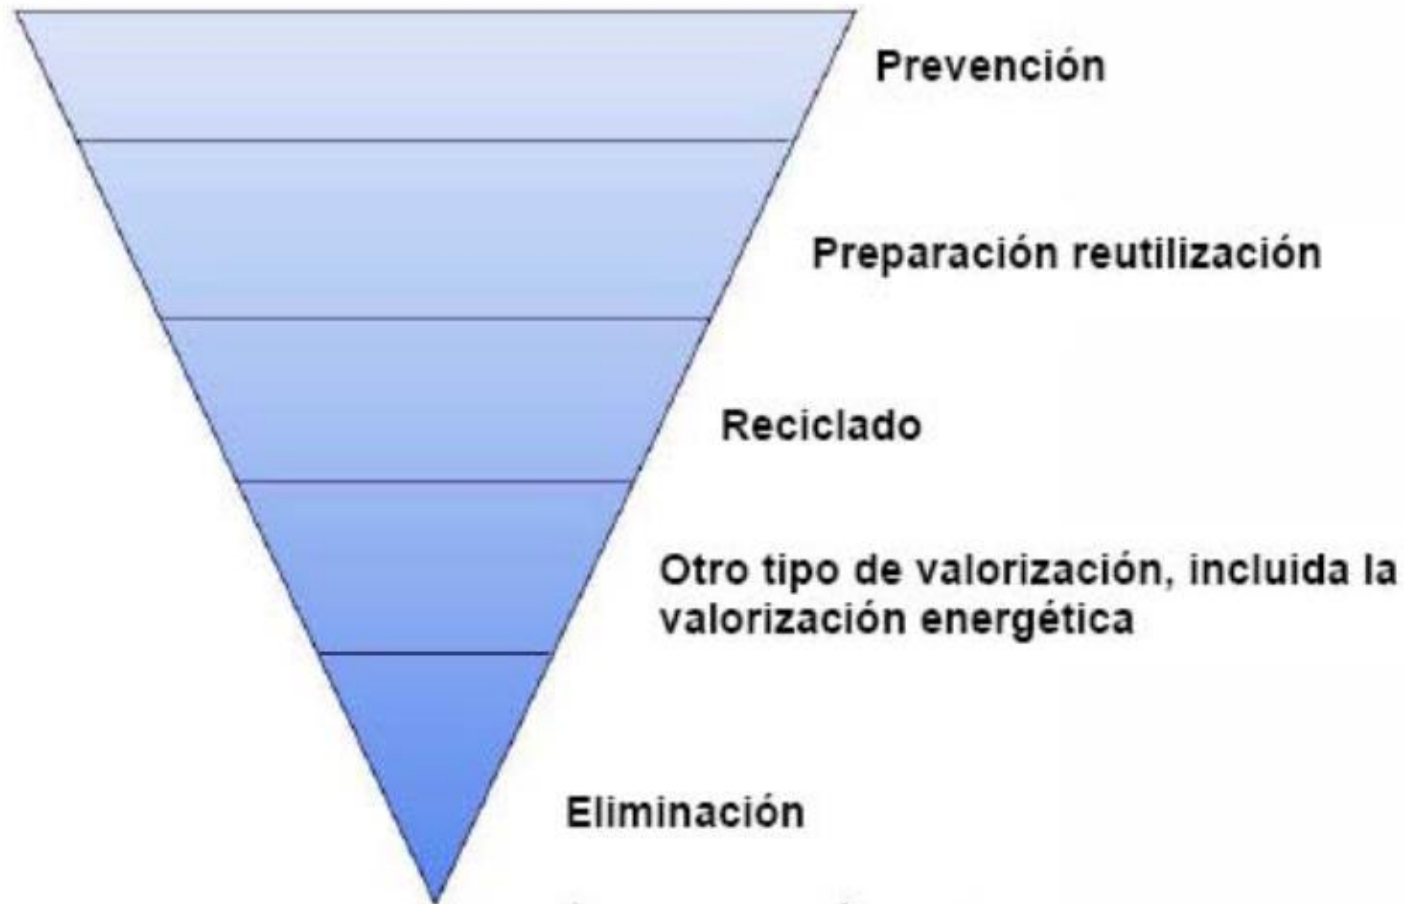 Prevención
Preparación reutilización
Reciclado
Otro tipo de valorización, incluida la
valorización energética
Eliminación